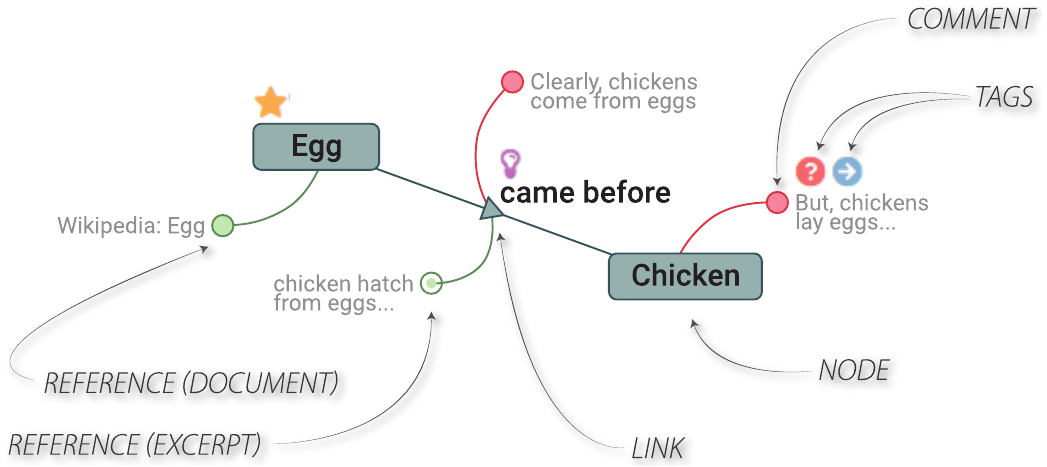 COMMENT
Clearly, chickens
come from eggs
TAGS
Egg
came before
But, chickens
lay eggs...
Wikipedia: Egg
chicken hatch
from eggs...
Chicken
REFERENCE (DOCUMENT)
NODE
REFERENCE (EXCERPT)
LINK
?